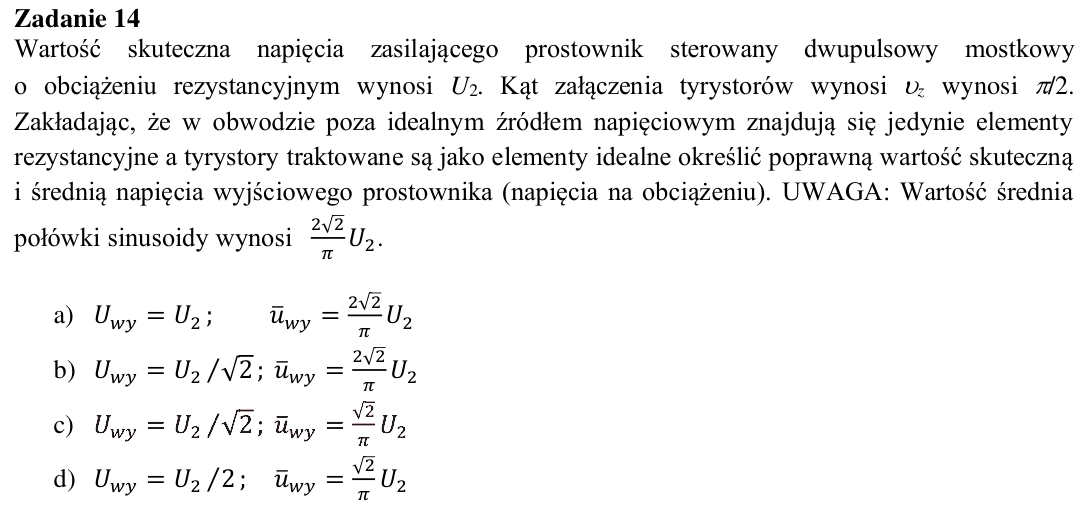 Zadanie 14
Wartość skuteczna napięcia zasilającego prostownik sterowany dwupulsowy mostkowy
o obciążeniu rezystancyjnym wynosi U₂. Kąt załączenia tyrystorów wynosi υz wynosi π/2.
Zakładając, że w obwodzie poza idealnym źródłem napięciowym znajdują się jedynie elementy
rezystancyjne a tyrystory traktowane są jako elementy idealne określić poprawną wartość skuteczną
i średnią napięcia wyjściowego prostownika (napięcia na obciążeniu). UWAGA: Wartość średnia
połówki sinusoidy wynosi 2√2/π U₂.
a) Uwy = U₂ ; ūwy = 2√2/π U₂
b) Uwy = U₂ /√2 ; ūwy = 2√2/π U₂
c) Uwy = U₂ /√2 ; ūwy = √2/π U₂
d) Uwy = U₂ /2 ; ūwy = √2/π U₂